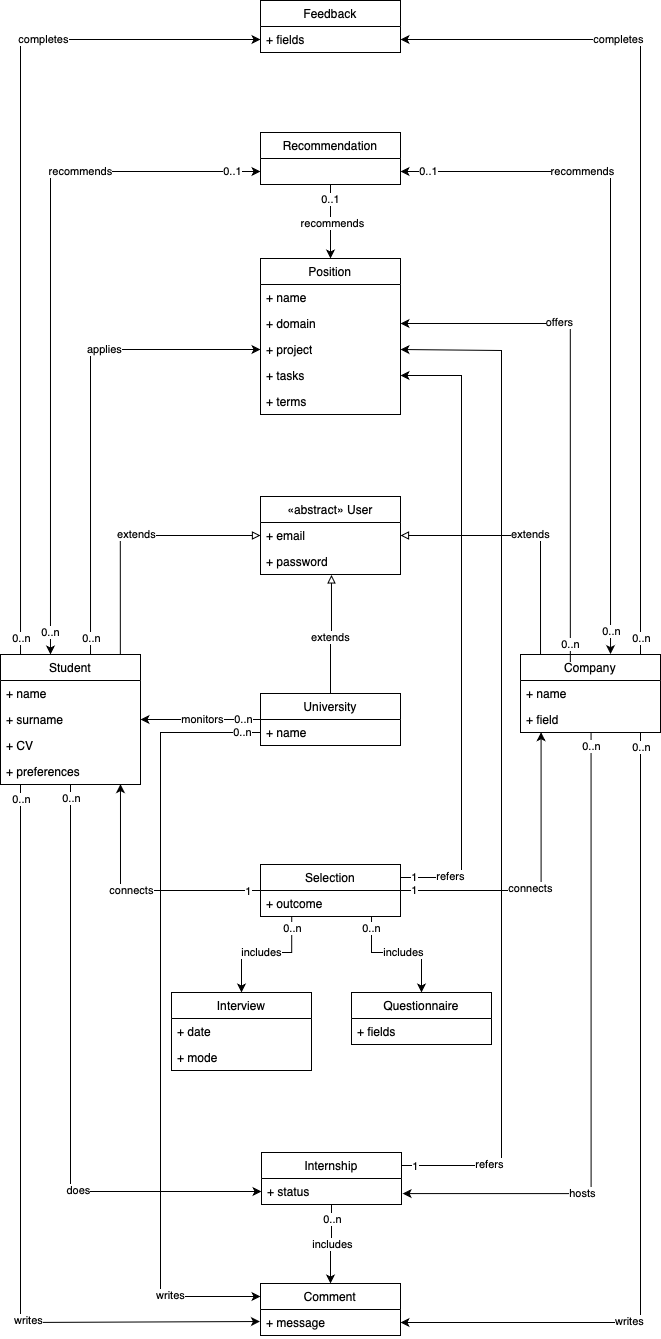 Feedback
completes + fields completes
Recommendation
recommends 0..1 0..1 recommends
0..1
recommends
Position
+ name
+ domain offers
applies + project
+ tasks
+ terms
«abstract» User
extends + email extends
+ password
extends
0..n 0..n 0..n 0..n 0..n 0..n
Student Company
+ name + name
+ surname + field
+ CV
+ preferences
University
monitors 0..n
0..n + name
0..n 0..n
0..n 0..n
Selection 1 refers
connects 1 1 connects
+ outcome
0..n 0..n
includes includes
Interview Questionnaire
+ date + fields
+ mode
Internship 1 refers
does + status hosts
0..n
includes
writes Comment
writes + message writes